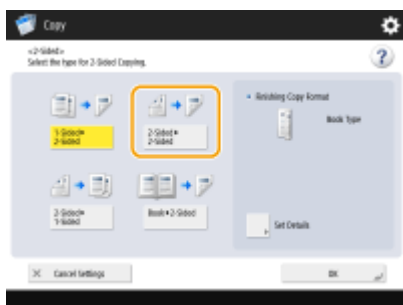 Copy
<2-Sided>
Select the type for 2-Sided Copying.
1-Sided▸
2-Sided
2-Sided▸
2-Sided
Finishing Copy Format
Book Type
2-Sided▸
1-Sided
Book▸2-Sided
Set Details
Cancel Settings
OK